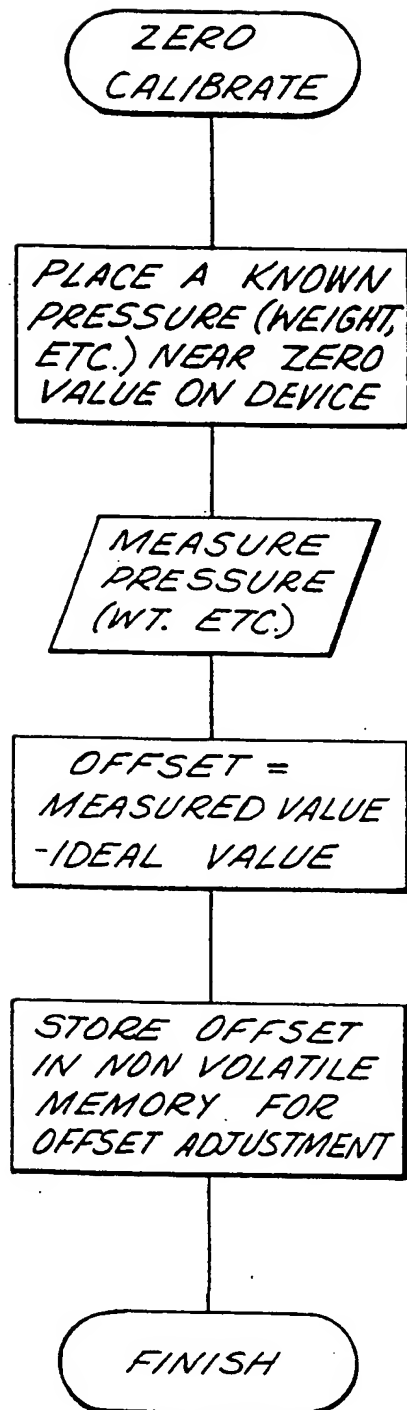 ZERO
CALIBRATE
PLACE A KNOWN
PRESSURE (WEIGHT,
ETC.) NEAR ZERO
VALUE ON DEVICE
MEASURE
PRESSURE
(WT. ETC.)
OFFSET =
MEASURED VALUE
-IDEAL VALUE
STORE OFFSET
IN NON VOLATILE
MEMORY FOR
OFFSET ADJUSTMENT
FINISH